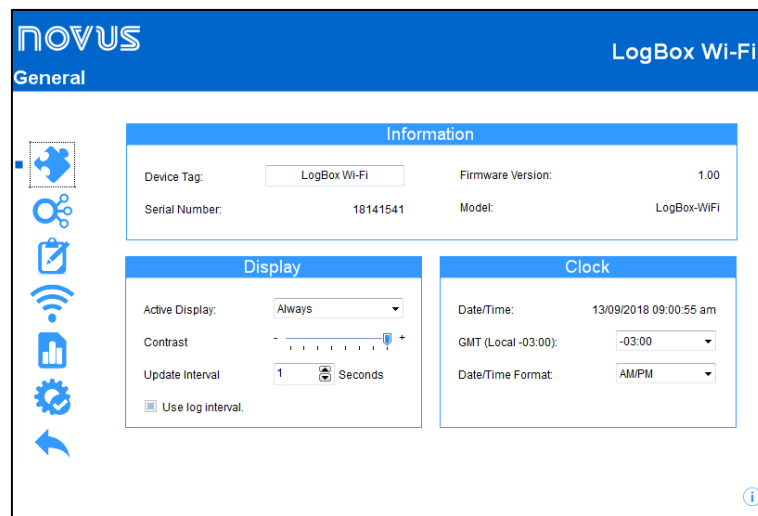 NOVUS
LogBox Wi-Fi
General
Information
Device Tag: LogBox Wi-Fi Firmware Version: 1.00
Serial Number: 18141541 Model: LogBox-WiFi
Display
Active Display: Always
Contrast - +
Update Interval 1 Seconds
Use log interval.
Clock
Date/Time: 13/09/2018 09:00:55 am
GMT (Local -03:00): -03:00
Date/Time Format: AM/PM
i